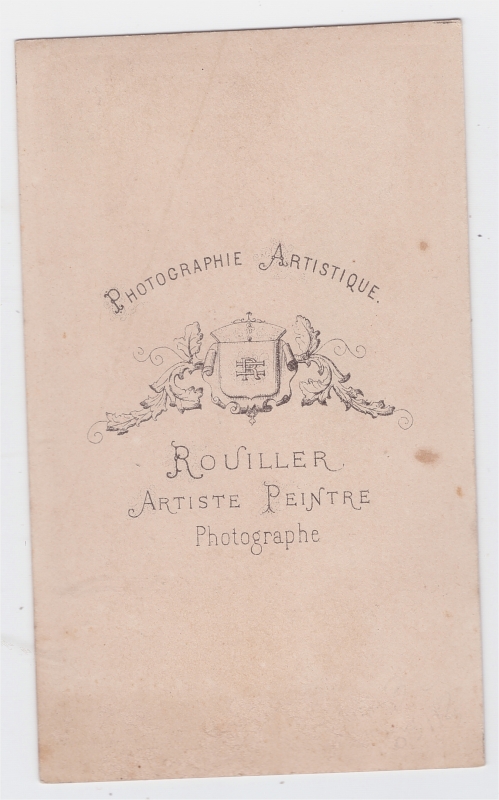 PHOTOGRAPHIE ARTISTIQUE.
ROUILLER.
ARTISTE PEINTRE
Photographe